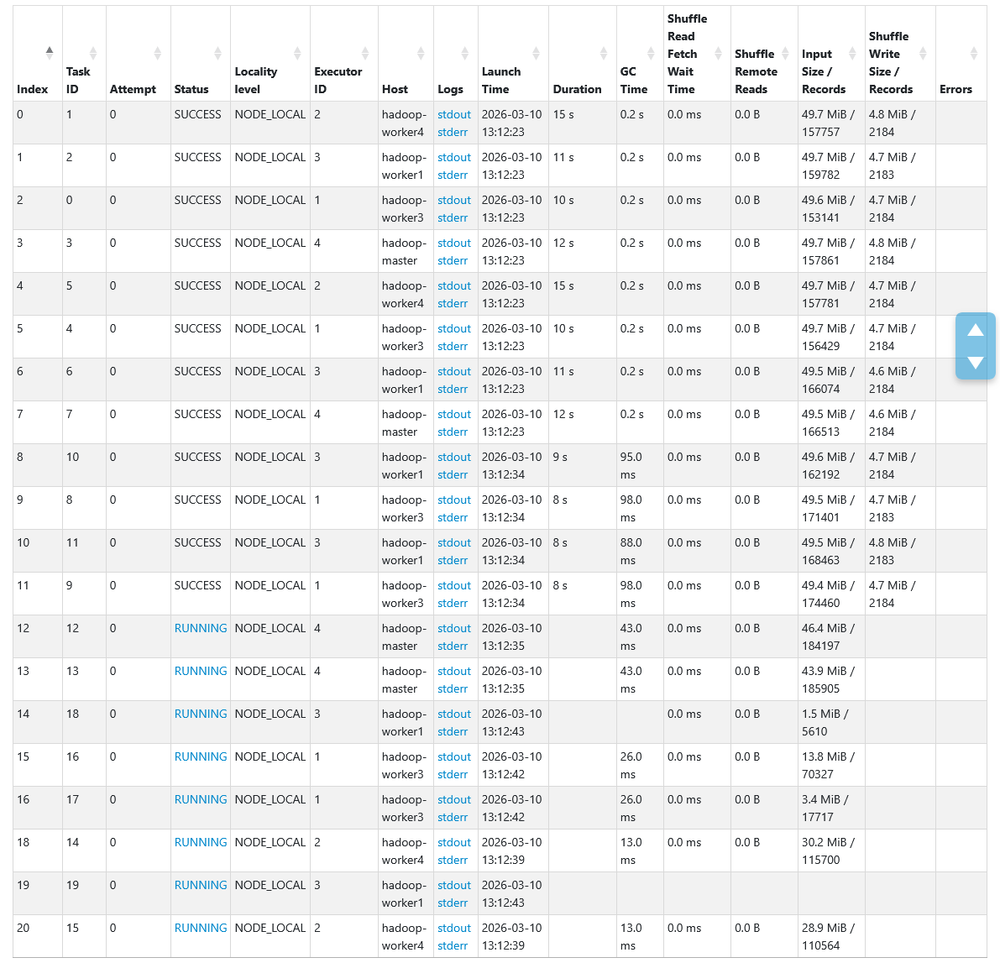 Index Task ID Attempt Status Locality level Executor ID Host Logs Launch Time Duration GC Time Shuffle Read Fetch Wait Time Shuffle Remote Reads Input Size / Records Shuffle Write Size / Records Errors
0 1 0 SUCCESS NODE_LOCAL 2 hadoop-worker4 stdout stderr 2026-03-10 13:12:23 15 s 0.2 s 0.0 ms 0.0 B 49.7 MiB / 157757 4.8 MiB / 2184
1 2 0 SUCCESS NODE_LOCAL 3 hadoop-worker1 stdout stderr 2026-03-10 13:12:23 11 s 0.2 s 0.0 ms 0.0 B 49.7 MiB / 159782 4.7 MiB / 2183
2 0 0 SUCCESS NODE_LOCAL 1 hadoop-worker3 stdout stderr 2026-03-10 13:12:23 10 s 0.2 s 0.0 ms 0.0 B 49.6 MiB / 153141 4.7 MiB / 2184
3 3 0 SUCCESS NODE_LOCAL 4 hadoop-master stdout stderr 2026-03-10 13:12:23 12 s 0.2 s 0.0 ms 0.0 B 49.7 MiB / 157861 4.8 MiB / 2184
4 5 0 SUCCESS NODE_LOCAL 2 hadoop-worker4 stdout stderr 2026-03-10 13:12:23 15 s 0.2 s 0.0 ms 0.0 B 49.7 MiB / 157781 4.7 MiB / 2184
5 4 0 SUCCESS NODE_LOCAL 1 hadoop-worker3 stdout stderr 2026-03-10 13:12:23 10 s 0.2 s 0.0 ms 0.0 B 49.7 MiB / 156429 4.7 MiB / 2184
6 6 0 SUCCESS NODE_LOCAL 3 hadoop-worker1 stdout stderr 2026-03-10 13:12:23 11 s 0.2 s 0.0 ms 0.0 B 49.5 MiB / 166074 4.6 MiB / 2184
7 7 0 SUCCESS NODE_LOCAL 4 hadoop-master stdout stderr 2026-03-10 13:12:23 12 s 0.2 s 0.0 ms 0.0 B 49.5 MiB / 166513 4.6 MiB / 2184
8 10 0 SUCCESS NODE_LOCAL 3 hadoop-worker1 stdout stderr 2026-03-10 13:12:34 9 s 95.0 ms 0.0 ms 0.0 B 49.6 MiB / 162192 4.7 MiB / 2184
9 8 0 SUCCESS NODE_LOCAL 1 hadoop-worker3 stdout stderr 2026-03-10 13:12:34 8 s 98.0 ms 0.0 ms 0.0 B 49.5 MiB / 171401 4.7 MiB / 2183
10 11 0 SUCCESS NODE_LOCAL 3 hadoop-worker1 stdout stderr 2026-03-10 13:12:34 8 s 88.0 ms 0.0 ms 0.0 B 49.5 MiB / 168463 4.8 MiB / 2183
11 9 0 SUCCESS NODE_LOCAL 1 hadoop-worker3 stdout stderr 2026-03-10 13:12:34 8 s 98.0 ms 0.0 ms 0.0 B 49.4 MiB / 174460 4.7 MiB / 2184
12 12 0 RUNNING NODE_LOCAL 4 hadoop-master stdout stderr 2026-03-10 13:12:35 43.0 ms 0.0 ms 0.0 B 46.4 MiB / 184197
13 13 0 RUNNING NODE_LOCAL 4 hadoop-master stdout stderr 2026-03-10 13:12:35 43.0 ms 0.0 ms 0.0 B 43.9 MiB / 185905
14 18 0 RUNNING NODE_LOCAL 3 hadoop-worker1 stdout stderr 2026-03-10 13:12:43 0.0 ms 0.0 B 1.5 MiB / 5610
15 16 0 RUNNING NODE_LOCAL 1 hadoop-worker3 stdout stderr 2026-03-10 13:12:42 26.0 ms 0.0 ms 0.0 B 13.8 MiB / 70327
16 17 0 RUNNING NODE_LOCAL 1 hadoop-worker3 stdout stderr 2026-03-10 13:12:42 26.0 ms 0.0 ms 0.0 B 3.4 MiB / 17717
18 14 0 RUNNING NODE_LOCAL 2 hadoop-worker4 stdout stderr 2026-03-10 13:12:39 13.0 ms 0.0 ms 0.0 B 30.2 MiB / 115700
19 19 0 RUNNING NODE_LOCAL 3 hadoop-worker1 stdout stderr 2026-03-10 13:12:43
20 15 0 RUNNING NODE_LOCAL 2 hadoop-worker4 stdout stderr 2026-03-10 13:12:39 13.0 ms 0.0 ms 0.0 B 28.9 MiB / 110564